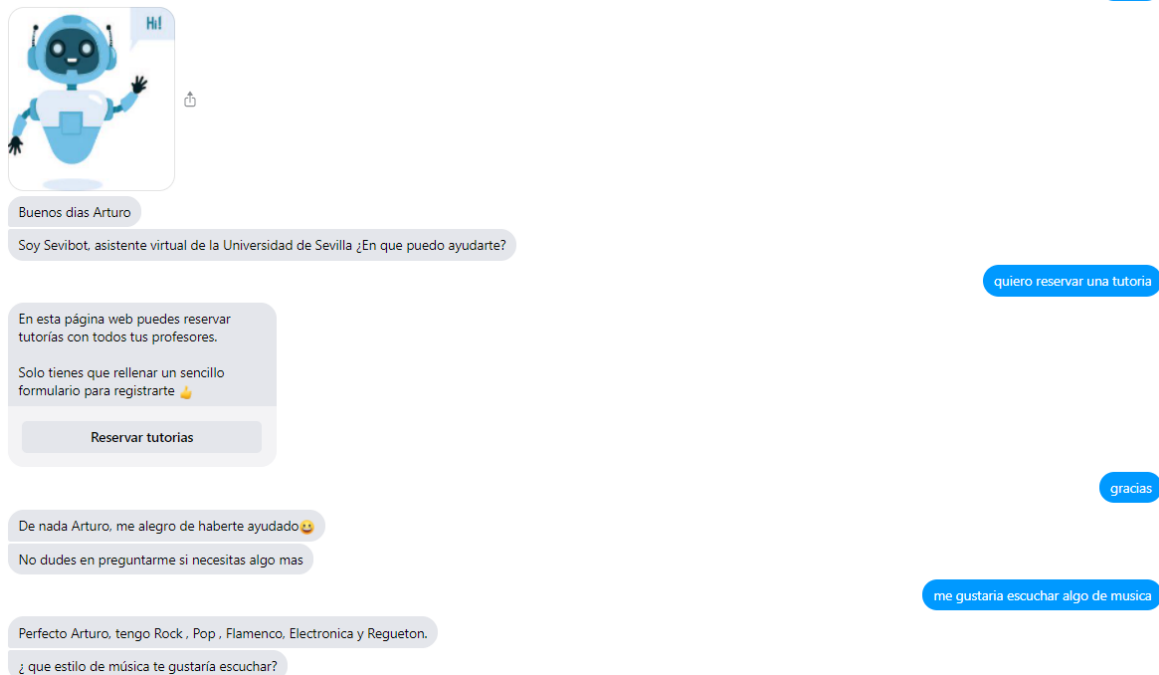 Hi!
Buenos dias Arturo
Soy Sevibot, asistente virtual de la Universidad de Sevilla ¿En que puedo ayudarte?
quiero reservar una tutoria
En esta página web puedes reservar
tutorías con todos tus profesores.
Solo tienes que rellenar un sencillo
formulario para registrarte 👍
Reservar tutorias
gracias
De nada Arturo, me alegro de haberte ayudado😀
No dudes en preguntarme si necesitas algo mas
me gustaria escuchar algo de musica
Perfecto Arturo, tengo Rock , Pop , Flamenco, Electronica y Regueton.
¿ que estilo de música te gustaría escuchar?